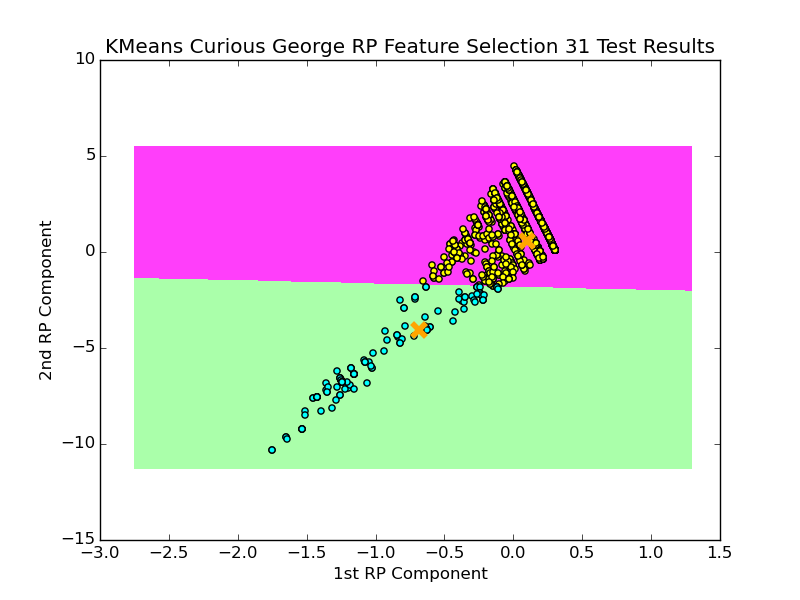 KMeans Curious George RP Feature Selection 31 Test Results
10
5
0
−5
−10
−15
2nd RP Component
−3.0 −2.5 −2.0 −1.5 −1.0 −0.5 0.0 0.5 1.0 1.5
1st RP Component